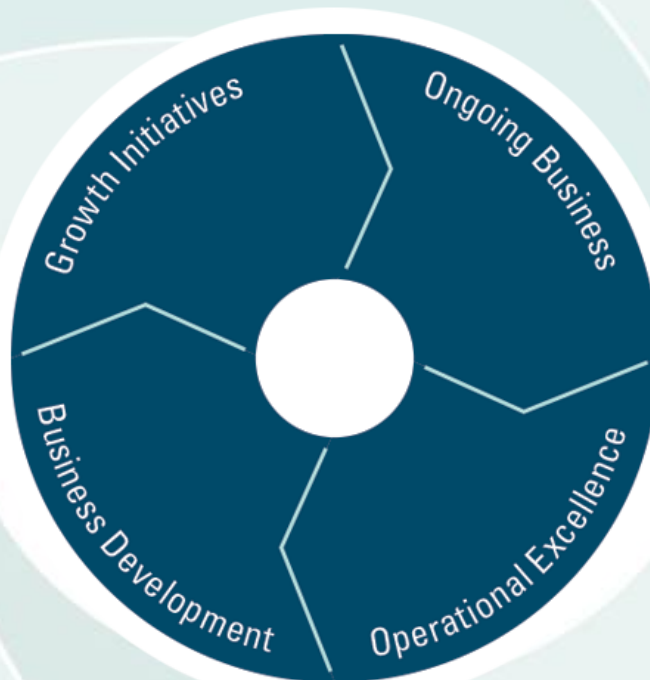 Growth Initiatives
Ongoing Business
Business Development
Operational Excellence